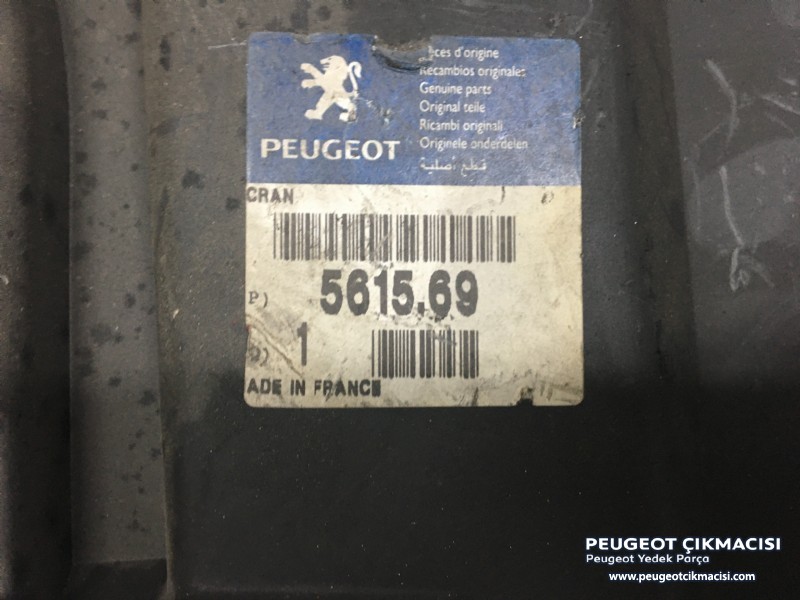 PEUGEOT
ces d'origine
Recambios originales
Genuine parts
Original teile
Ricambi originali
Originele onderdelen
قطع أصلية
CRAN
P) 5615.69
Q) 1
ADE IN FRANCE
PEUGEOT ÇIKMACISI
Peugeot Yedek Parça
www.peugeotcikmacisi.com